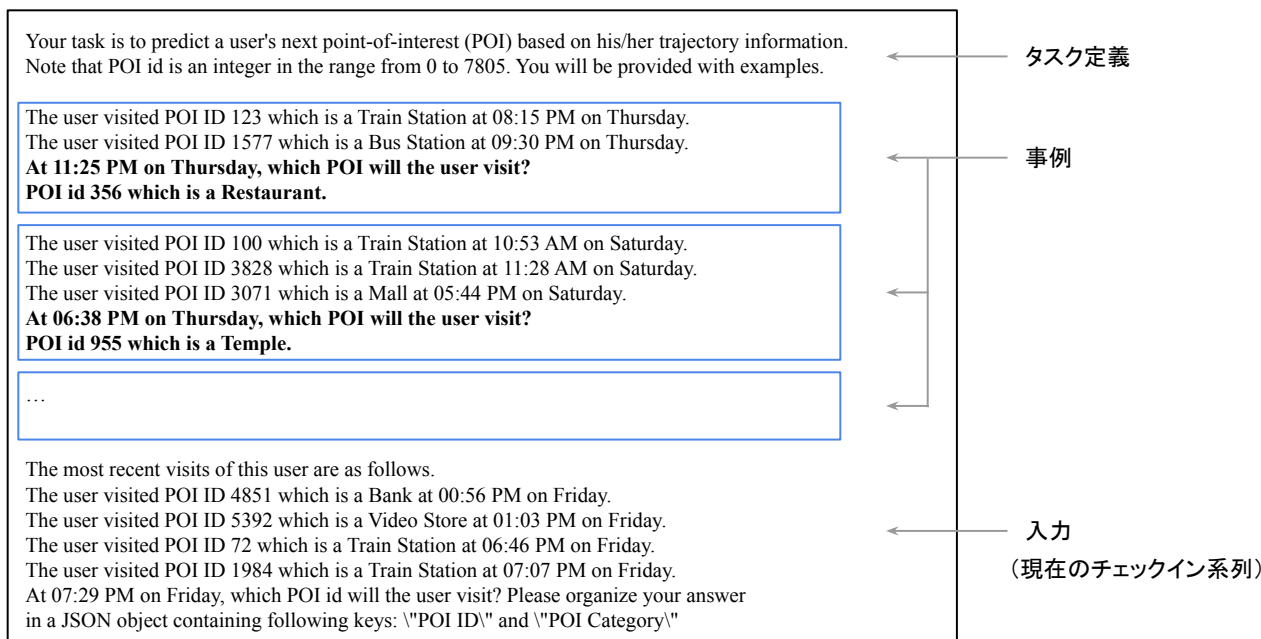 Your task is to predict a user's next point-of-interest (POI) based on his/her trajectory information.
Note that POI id is an integer in the range from 0 to 7805. You will be provided with examples.
タスク定義
The user visited POI ID 123 which is a Train Station at 08:15 PM on Thursday.
The user visited POI ID 1577 which is a Bus Station at 09:30 PM on Thursday.
At 11:25 PM on Thursday, which POI will the user visit?
POI id 356 which is a Restaurant.
事例
The user visited POI ID 100 which is a Train Station at 10:53 AM on Saturday.
The user visited POI ID 3828 which is a Train Station at 11:28 AM on Saturday.
The user visited POI ID 3071 which is a Mall at 05:44 PM on Saturday.
At 06:38 PM on Thursday, which POI will the user visit?
POI id 955 which is a Temple.
…
The most recent visits of this user are as follows.
The user visited POI ID 4851 which is a Bank at 00:56 PM on Friday.
The user visited POI ID 5392 which is a Video Store at 01:03 PM on Friday.
The user visited POI ID 72 which is a Train Station at 06:46 PM on Friday.
The user visited POI ID 1984 which is a Train Station at 07:07 PM on Friday.
At 07:29 PM on Friday, which POI id will the user visit? Please organize your answer
in a JSON object containing following keys: \"POI ID\" and \"POI Category\"
入力
（現在のチェックイン系列）